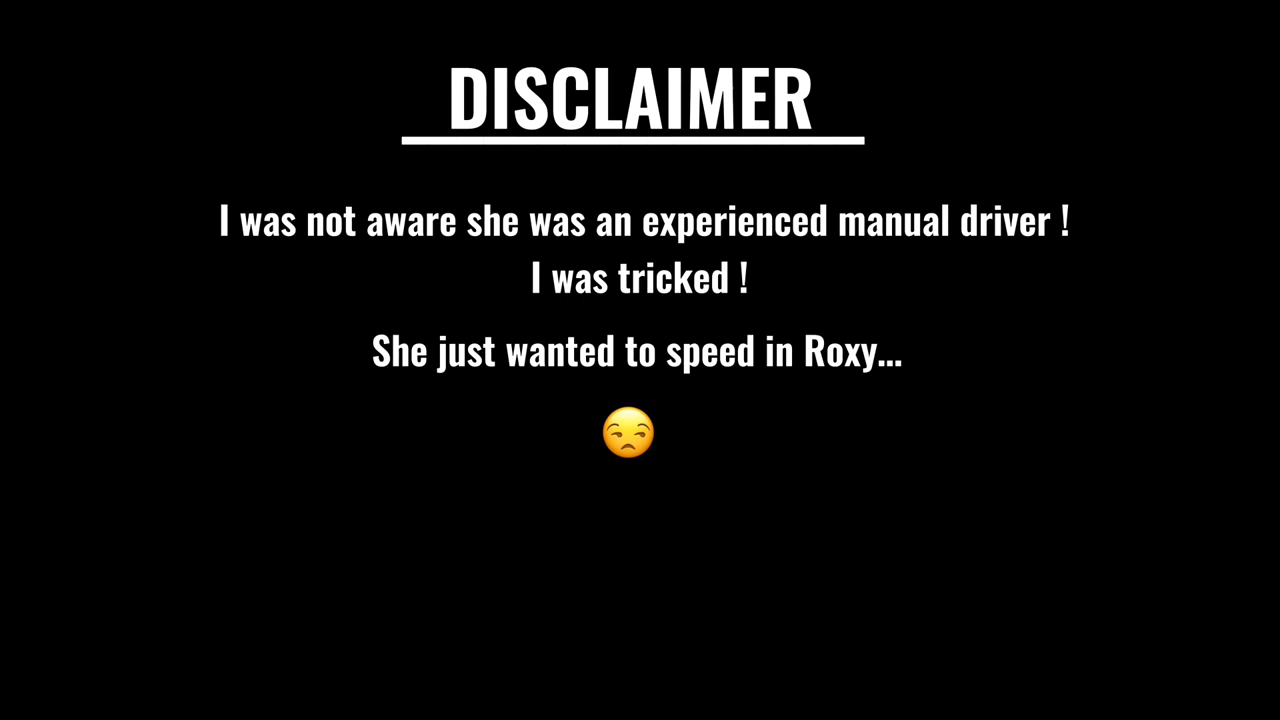 DISCLAIMER
I was not aware she was an experienced manual driver !
I was tricked !
She just wanted to speed in Roxy...